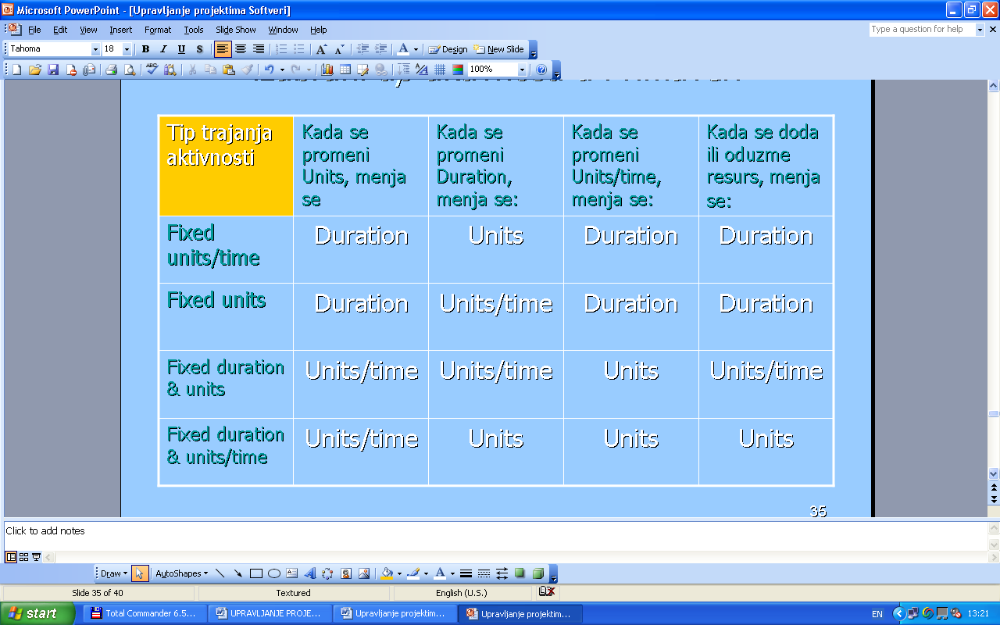 Microsoft PowerPoint - [Upravljanje projektima Softveri]
File Edit View Insert Format Tools Slide Show Window Help
Type a question for help
Tahoma 18 B I U S A A A Design New Slide
100%
Tip trajanja
aktivnosti
Kada se
promeni
Units, menja
se
Kada se
promeni
Duration,
menja se:
Kada se
promeni
Units/time,
menja se:
Kada se doda
ili oduzme
resurs, menja
se:
Fixed
units/time
Duration
Units
Duration
Duration
Fixed units
Duration
Units/time
Duration
Duration
Fixed duration
& units
Units/time
Units/time
Units
Units/time
Fixed duration
& units/time
Units/time
Units
Units
Units
35
Click to add notes
Draw AutoShapes
Slide 35 of 40
Textured
English (U.S.)
start
Total Commander 6.5...
UPRAVLJANJE PROJE...
Upravljanje projektim...
Upravljanje projektim...
EN
13:21